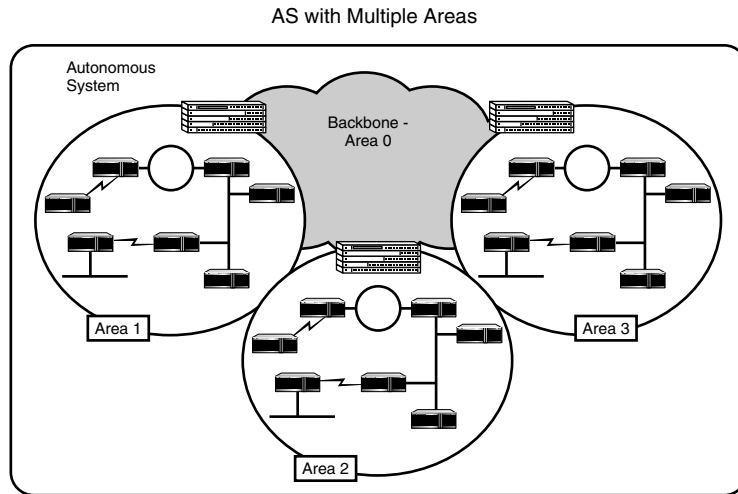 AS with Multiple Areas
Autonomous
System
Backbone -
Area 0
Area 1
Area 3
Area 2